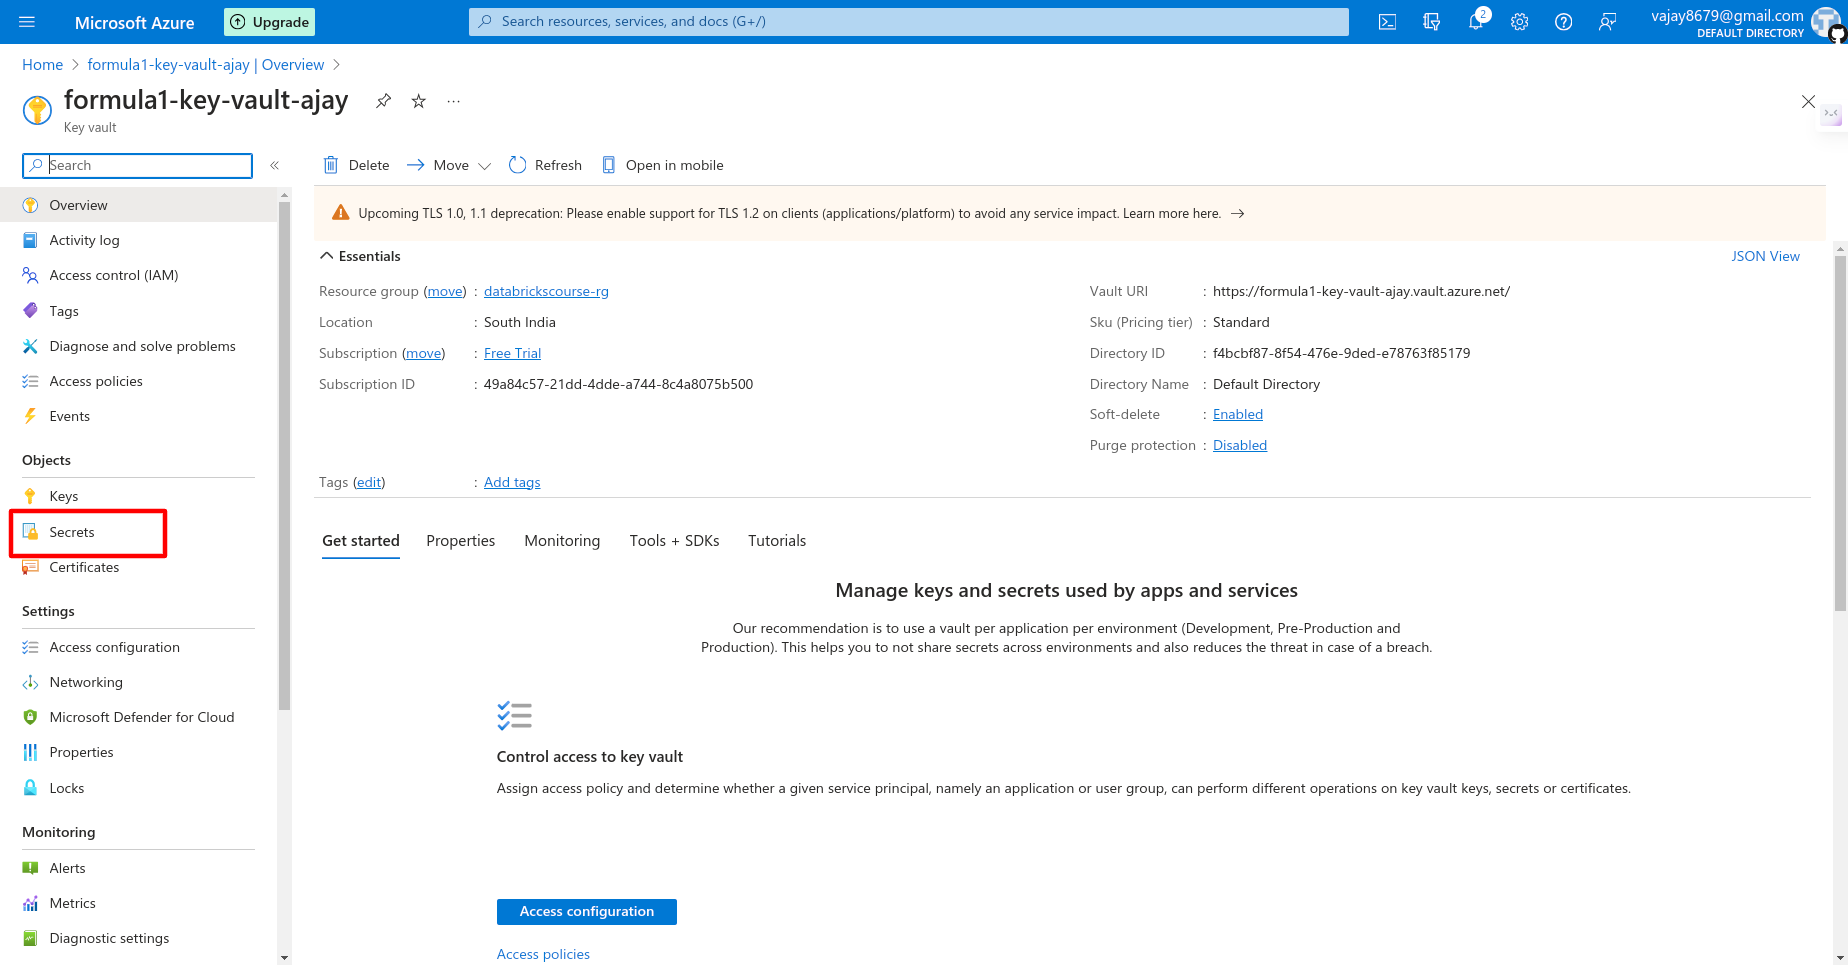 Microsoft Azure
Upgrade
Search resources, services, and docs (G+/)
2
vajay8679@gmail.com
DEFAULT DIRECTORY
Home > formula1-key-vault-ajay | Overview >
formula1-key-vault-ajay
Key vault
Search
Delete Move Refresh Open in mobile
Upcoming TLS 1.0, 1.1 deprecation: Please enable support for TLS 1.2 on clients (applications/platform) to avoid any service impact. Learn more here.
Overview
Activity log
Access control (IAM)
Tags
Diagnose and solve problems
Access policies
Events
Objects
Keys
Secrets
Certificates
Settings
Access configuration
Networking
Microsoft Defender for Cloud
Properties
Locks
Monitoring
Alerts
Metrics
Diagnostic settings
Essentials
JSON View
Resource group (move) : databrickscourse-rg
Location : South India
Subscription (move) : Free Trial
Subscription ID : 49a84c57-21dd-4dde-a744-8c4a8075b500
Vault URI : https://formula1-key-vault-ajay.vault.azure.net/
Sku (Pricing tier) : Standard
Directory ID : f4bcbf87-8f54-476e-9ded-e78763f85179
Directory Name : Default Directory
Soft-delete : Enabled
Purge protection : Disabled
Tags (edit) : Add tags
Get started Properties Monitoring Tools + SDKs Tutorials
Manage keys and secrets used by apps and services
Our recommendation is to use a vault per application per environment (Development, Pre-Production and
Production). This helps you to not share secrets across environments and also reduces the threat in case of a breach.
Control access to key vault
Assign access policy and determine whether a given service principal, namely an application or user group, can perform different operations on key vault keys, secrets or certificates.
Access configuration
Access policies